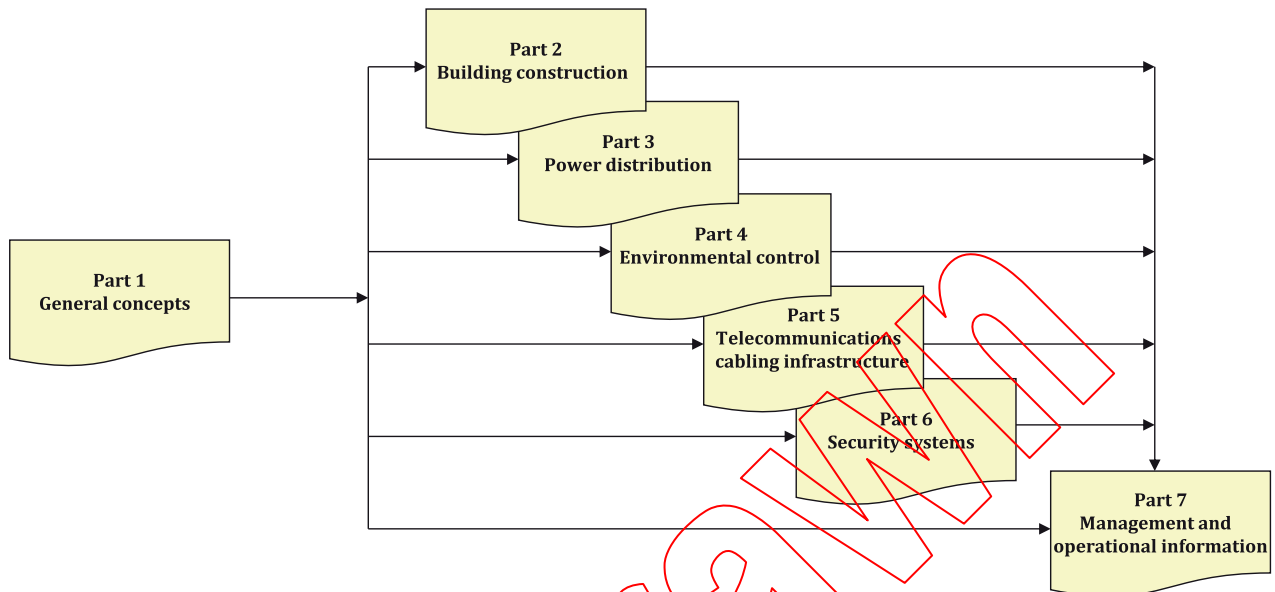 Part 2
Building construction
Part 3
Power distribution
Part 4
Environmental control
Part 1
General concepts
Part 5
Telecommunications
cabling infrastructure
Part 6
Security systems
Part 7
Management and
operational information